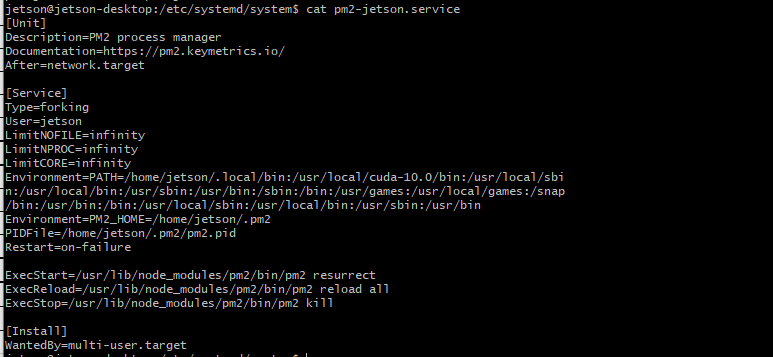 jetson@jetson-desktop:/etc/systemd/system$ cat pm2-jetson.service
[Unit]
Description=PM2 process manager
Documentation=https://pm2.keymetrics.io/
After=network.target
[Service]
Type=forking
User=jetson
LimitNOFILE=infinity
LimitNPROC=infinity
LimitCORE=infinity
Environment=PATH=/home/jetson/.local/bin:/usr/local/cuda-10.0/bin:/usr/local/sbi
n:/usr/local/bin:/usr/sbin:/usr/bin:/sbin:/bin:/usr/games:/usr/local/games:/snap
/bin:/usr/bin:/bin:/usr/local/sbin:/usr/local/bin:/usr/sbin:/usr/bin
Environment=PM2_HOME=/home/jetson/.pm2
PIDFile=/home/jetson/.pm2/pm2.pid
Restart=on-failure
ExecStart=/usr/lib/node_modules/pm2/bin/pm2 resurrect
ExecReload=/usr/lib/node_modules/pm2/bin/pm2 reload all
ExecStop=/usr/lib/node_modules/pm2/bin/pm2 kill
[Install]
WantedBy=multi-user.target